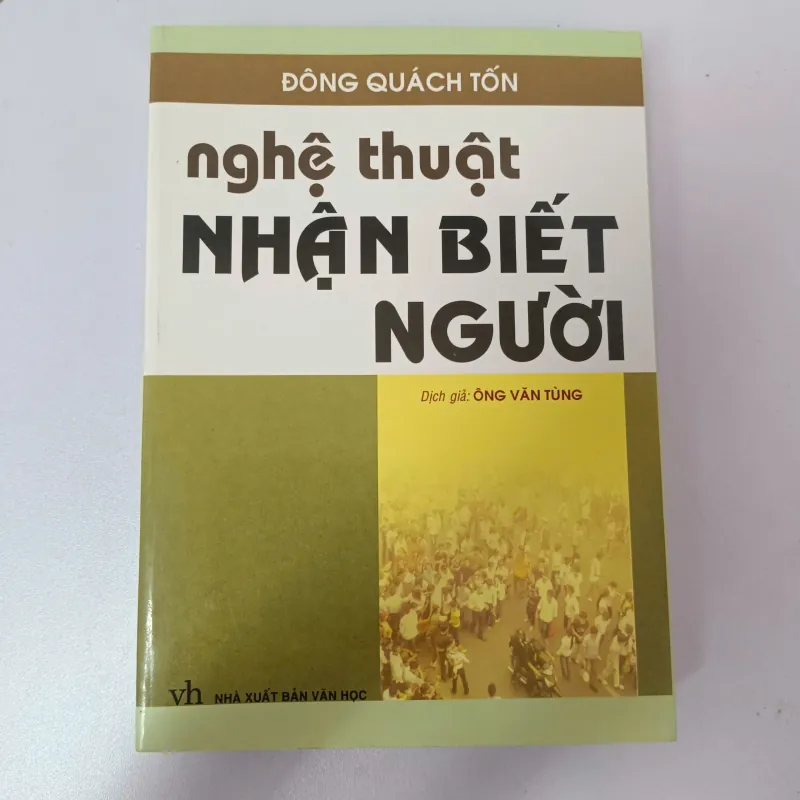 ĐÔNG QUÁCH TỐN
nghệ thuật
NHẬN BIẾT
NGƯỜI
Dịch giả: ÔNG VĂN TÙNG
vh NHÀ XUẤT BẢN VĂN HỌC